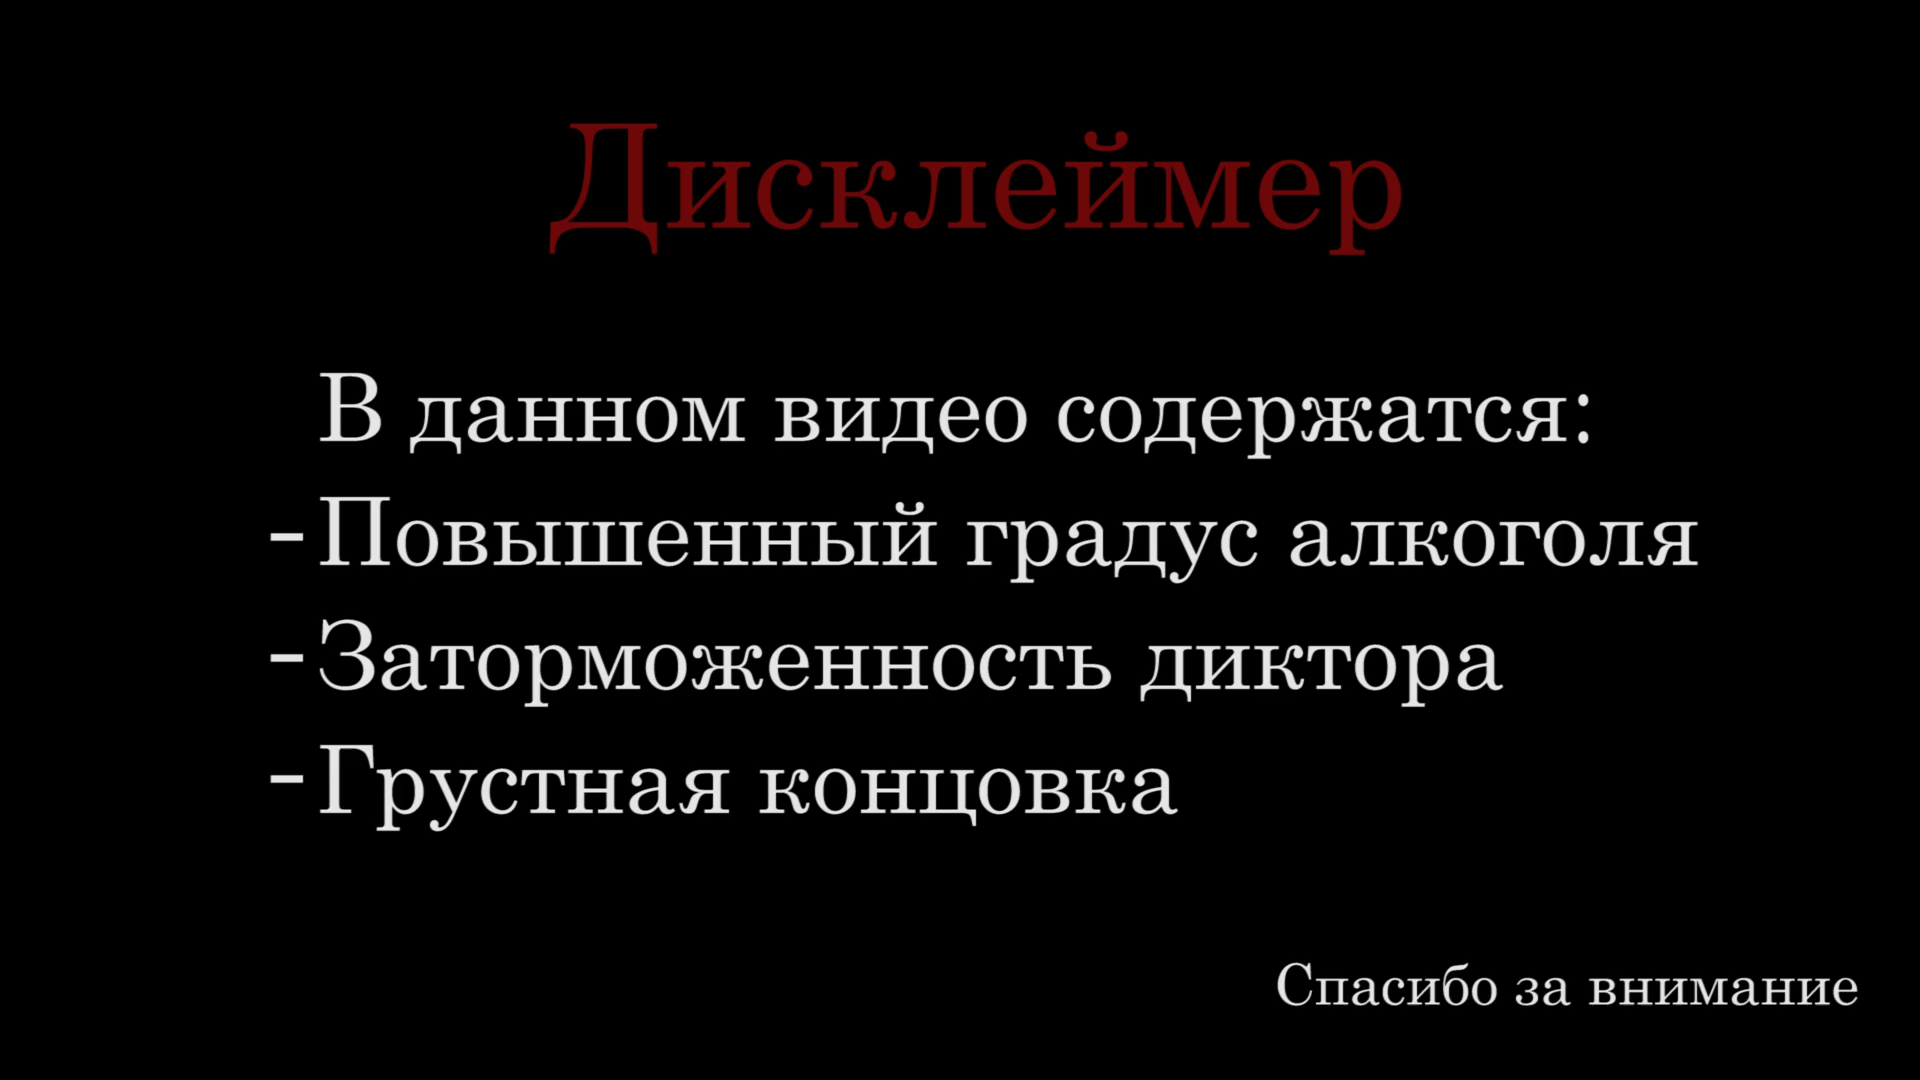 Дисклеймер
В данном видео содержатся:
-Повышенный градус алкоголя
-Заторможенность диктора
-Грустная концовка
Спасибо за внимание